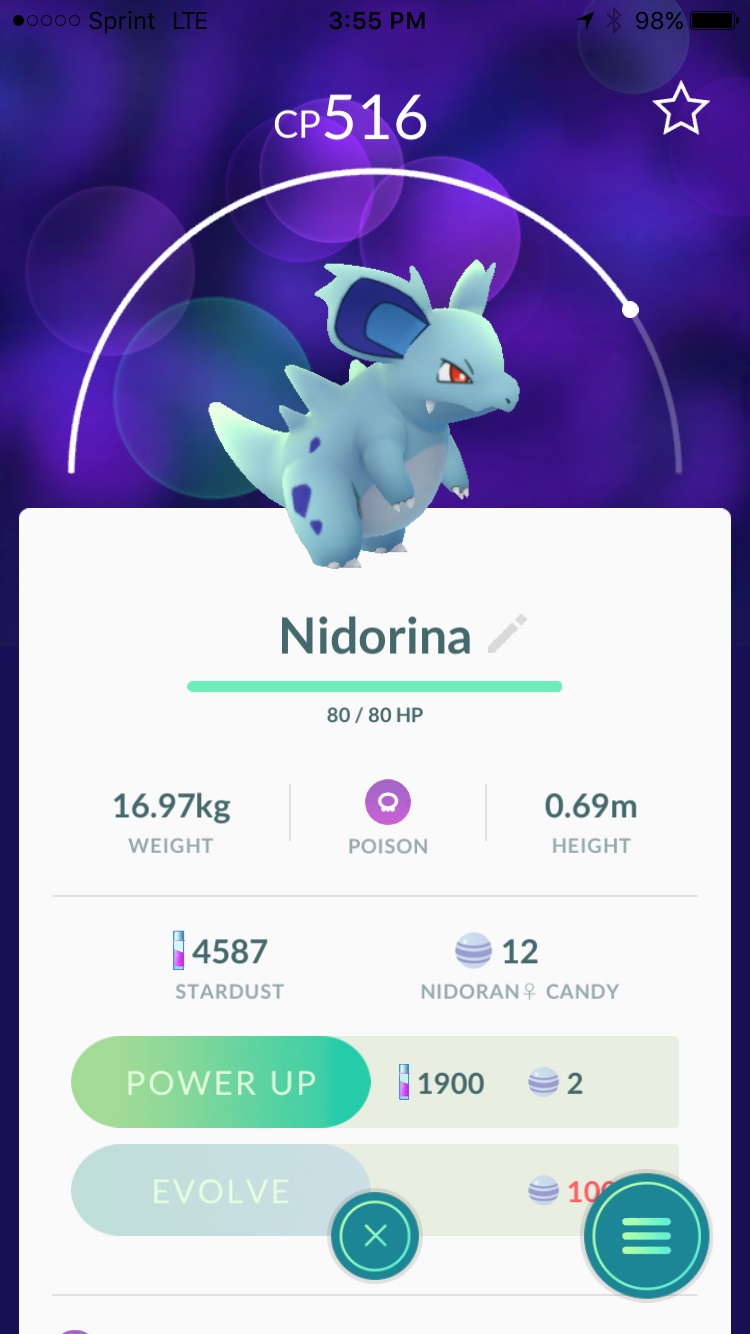 Sprint LTE 3:55 PM 98%
CP516
Nidorina
80 / 80 HP
16.97kg 0.69m
WEIGHT POISON HEIGHT
4587 12
STARDUST NIDORAN♀ CANDY
POWER UP 1900 2
EVOLVE